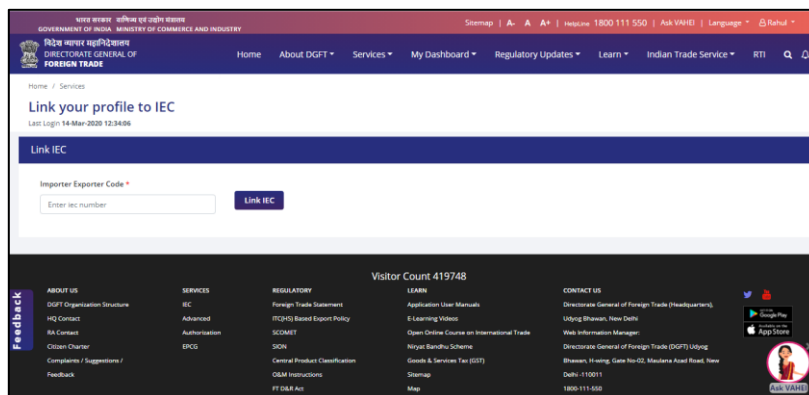 भारत सरकार वाणिज्य एवं उद्योग मंत्रालय
GOVERNMENT OF INDIA MINISTRY OF COMMERCE AND INDUSTRY
Sitemap | A- A A+ | HELPLINE 1800 111 550 | Ask VAHEI | Language Rahul
विदेश व्यापार महानिदेशालय
DIRECTORATE GENERAL OF
FOREIGN TRADE
Home About DGFT Services My Dashboard Regulatory Updates Learn Indian Trade Service RTI
Home / Services
Link your profile to IEC
Last Login 14-Mar-2020 12:34:06
Link IEC
Importer Exporter Code *
Enter iec number
Link IEC
Visitor Count 419748
Feedback
ABOUT US
DGFT Organization Structure
HQ Contact
RA Contact
Citizen Charter
Complaints / Suggestions /
Feedback
SERVICES
IEC
Advanced
Authorization
EPCG
REGULATORY
Foreign Trade Statement
ITC(HS) Based Export Policy
SCOMET
SION
Central Product Classification
O&M Instructions
FT D&R Act
LEARN
Application User Manuals
E-Learning Videos
Open Online Course on International Trade
Niryat Bandhu Scheme
Goods & Services Tax (GST)
Sitemap
Map
CONTACT US
Directorate General of Foreign Trade (Headquarters),
Udyog Bhawan, New Delhi
Web Information Manager:
Directorate General of Foreign Trade (DGFT) Udyog
Bhawan, H-wing, Gate No-02, Maulana Azad Road, New
Delhi -110011
1800-111-550
Google Play
App Store
Ask VAHEI